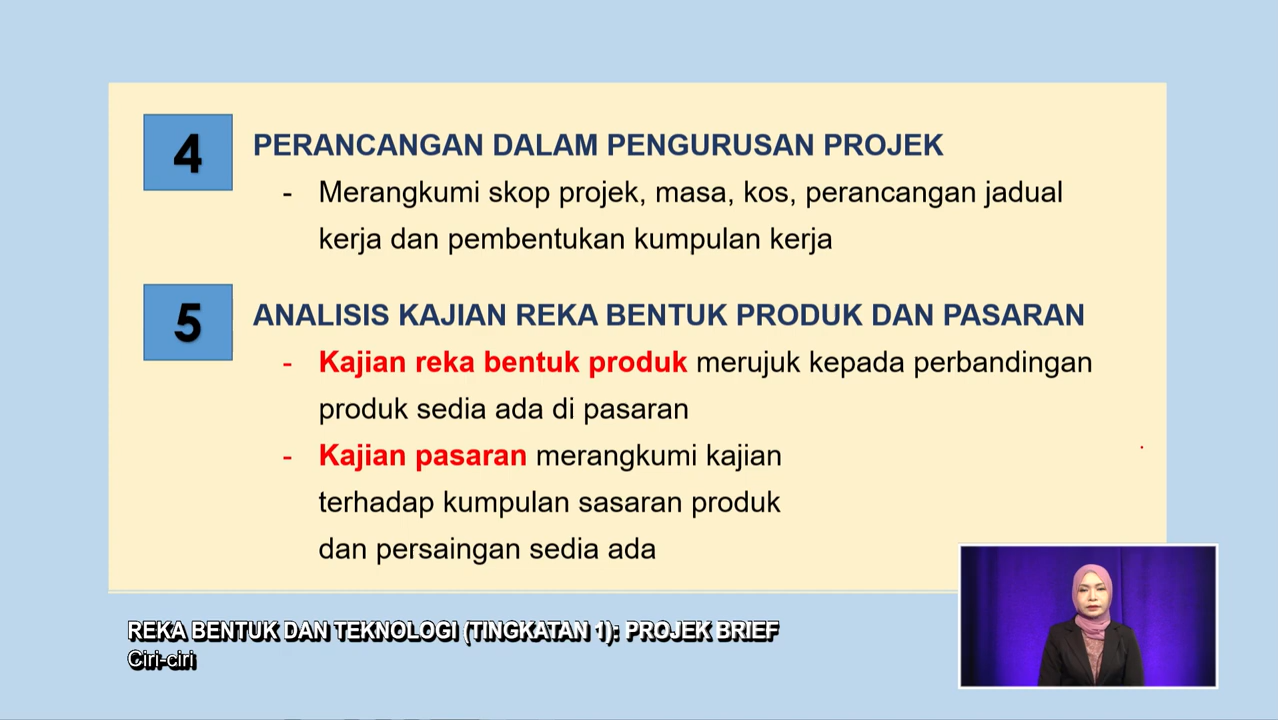 4
PERANCANGAN DALAM PENGURUSAN PROJEK
- Merangkumi skop projek, masa, kos, perancangan jadual
kerja dan pembentukan kumpulan kerja
5
ANALISIS KAJIAN REKA BENTUK PRODUK DAN PASARAN
- Kajian reka bentuk produk merujuk kepada perbandingan
produk sedia ada di pasaran
- Kajian pasaran merangkumi kajian
terhadap kumpulan sasaran produk
dan persaingan sedia ada
REKA BENTUK DAN TEKNOLOGI (TINGKATAN 1): PROJEK BRIEF
Ciri-ciri